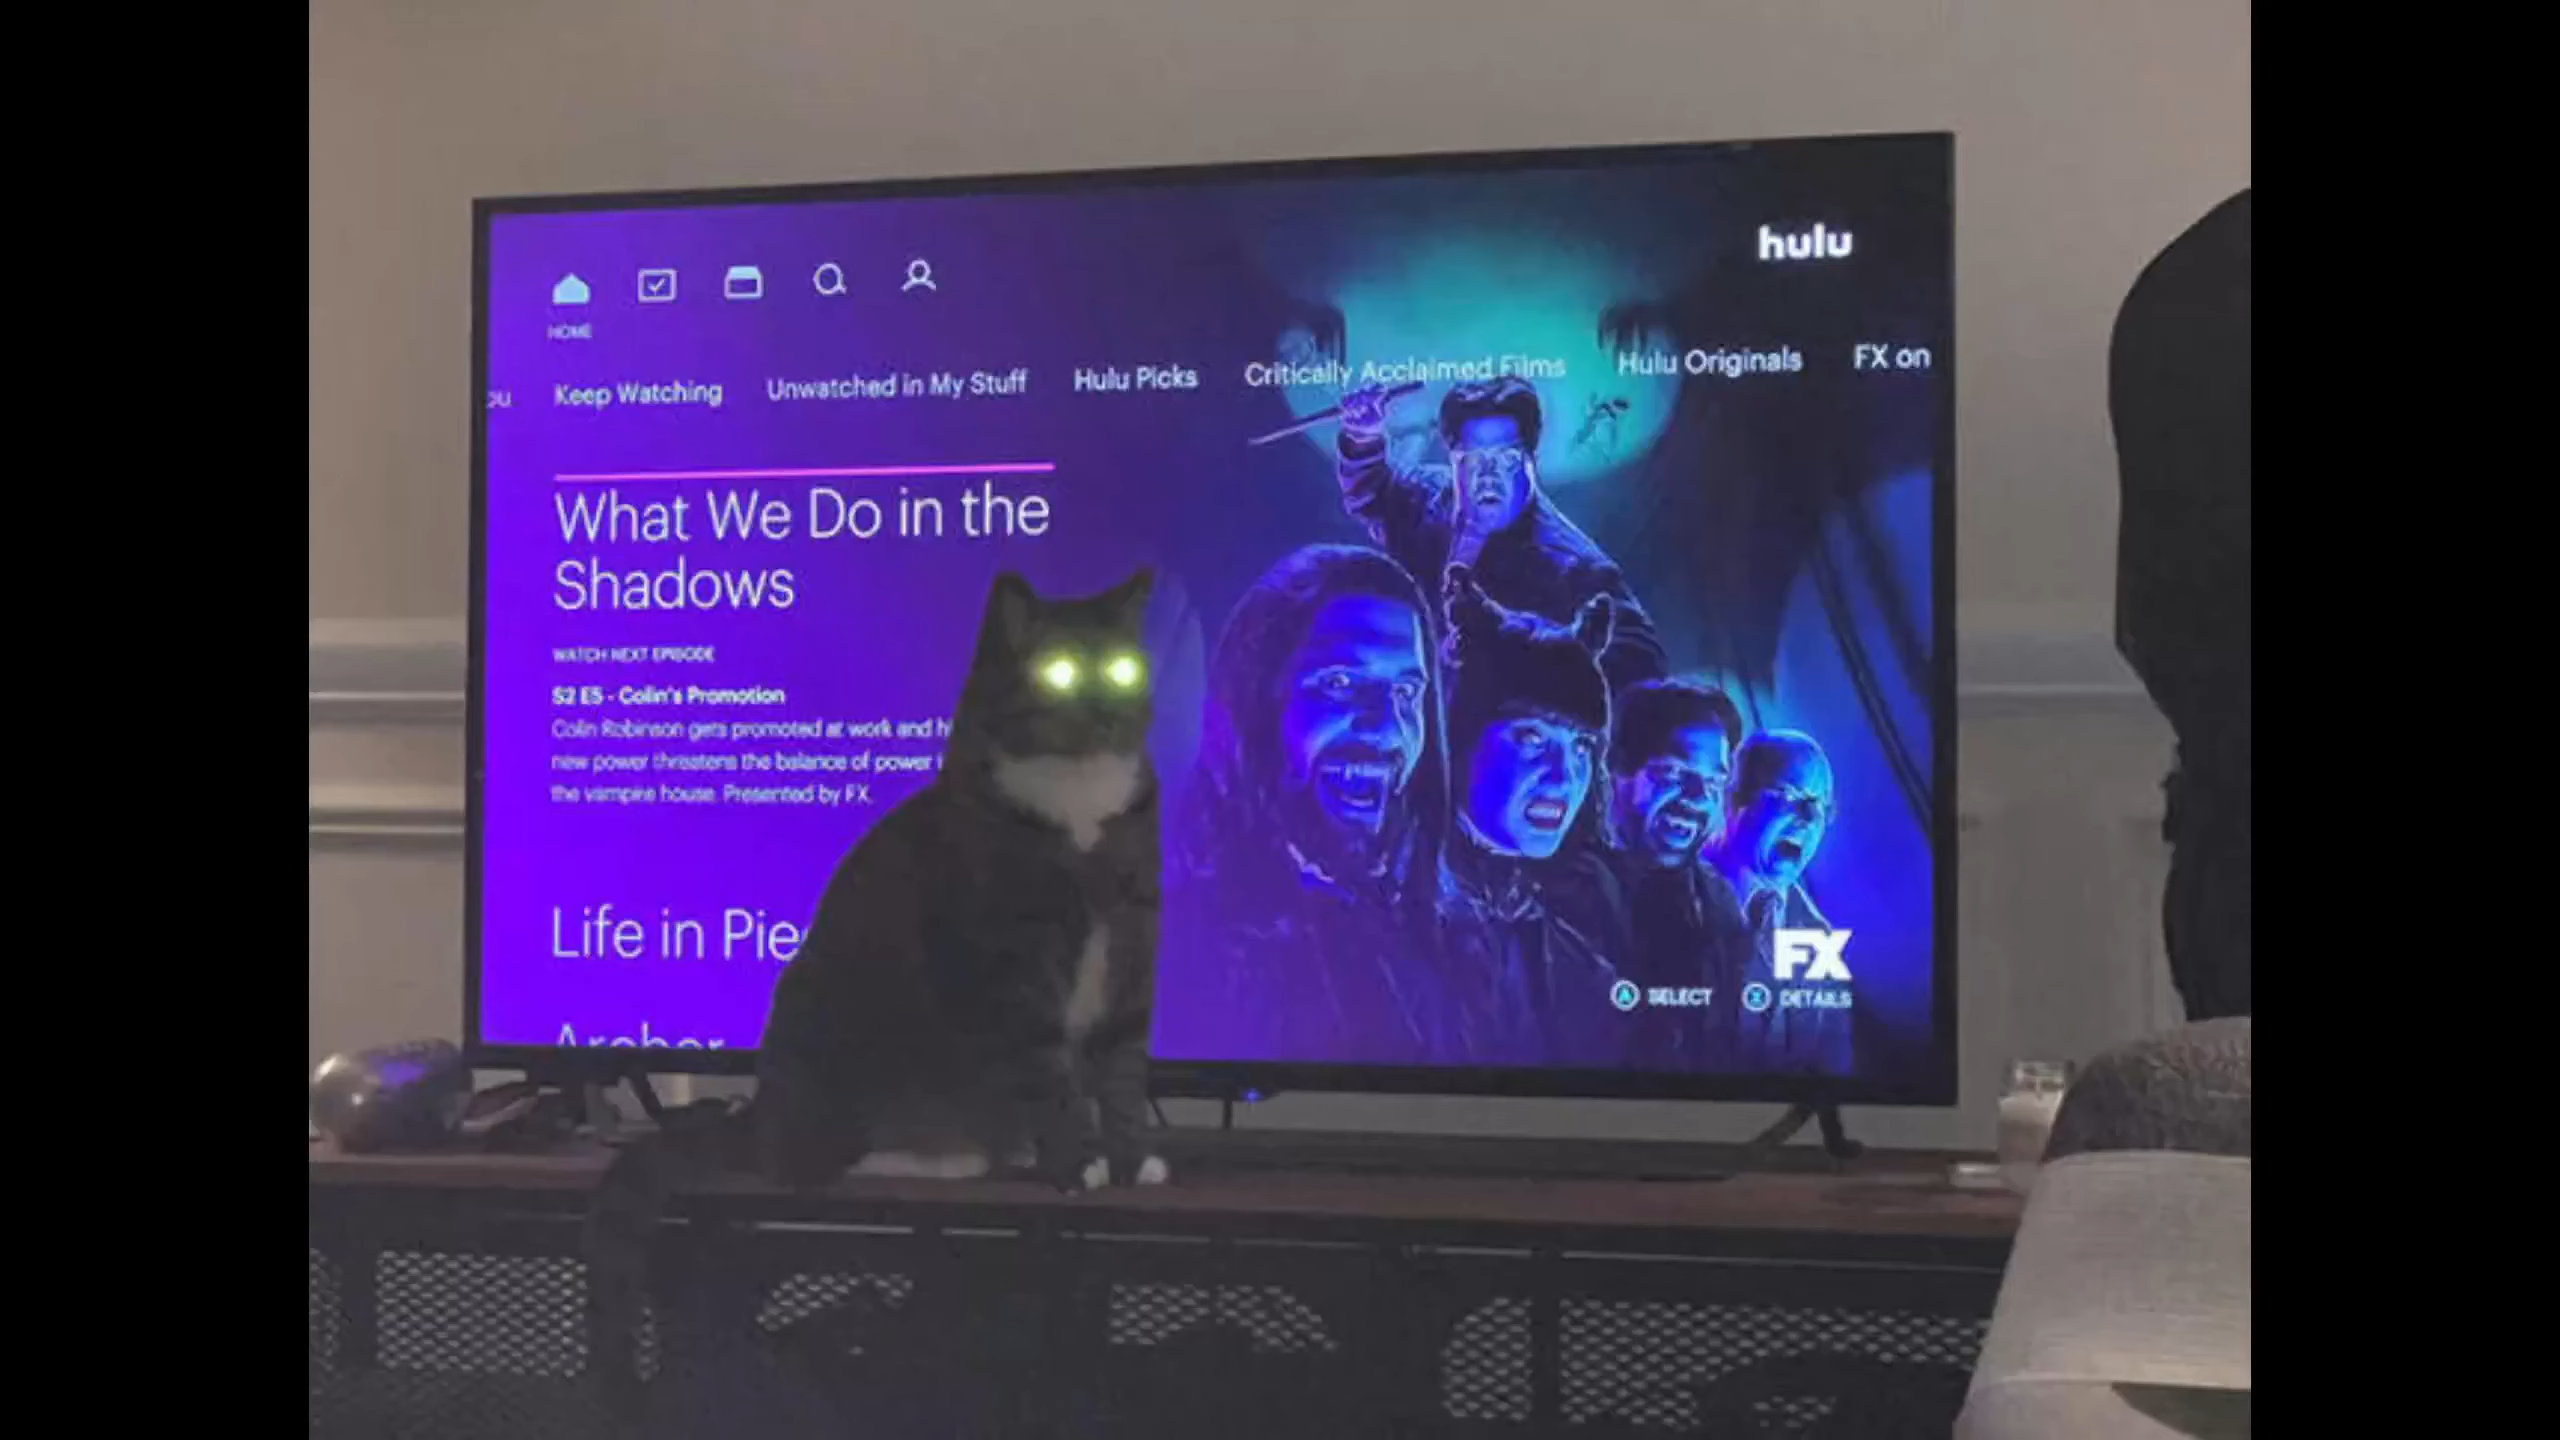 hulu
HOME
ou
Keep Watching
Unwatched in My Stuff
Hulu Picks
Critically Acclaimed Films
Hulu Originals
FX on
What We Do in the
Shadows
WATCH NEXT EPISODE
S2 E5 - Colin's Promotion
Colin Robinson gets promoted at work and h
new power threatens the balance of power i
the vampire house. Presented by FX.
Life in Pie
Archer
FX
A SELECT
X DETAILS